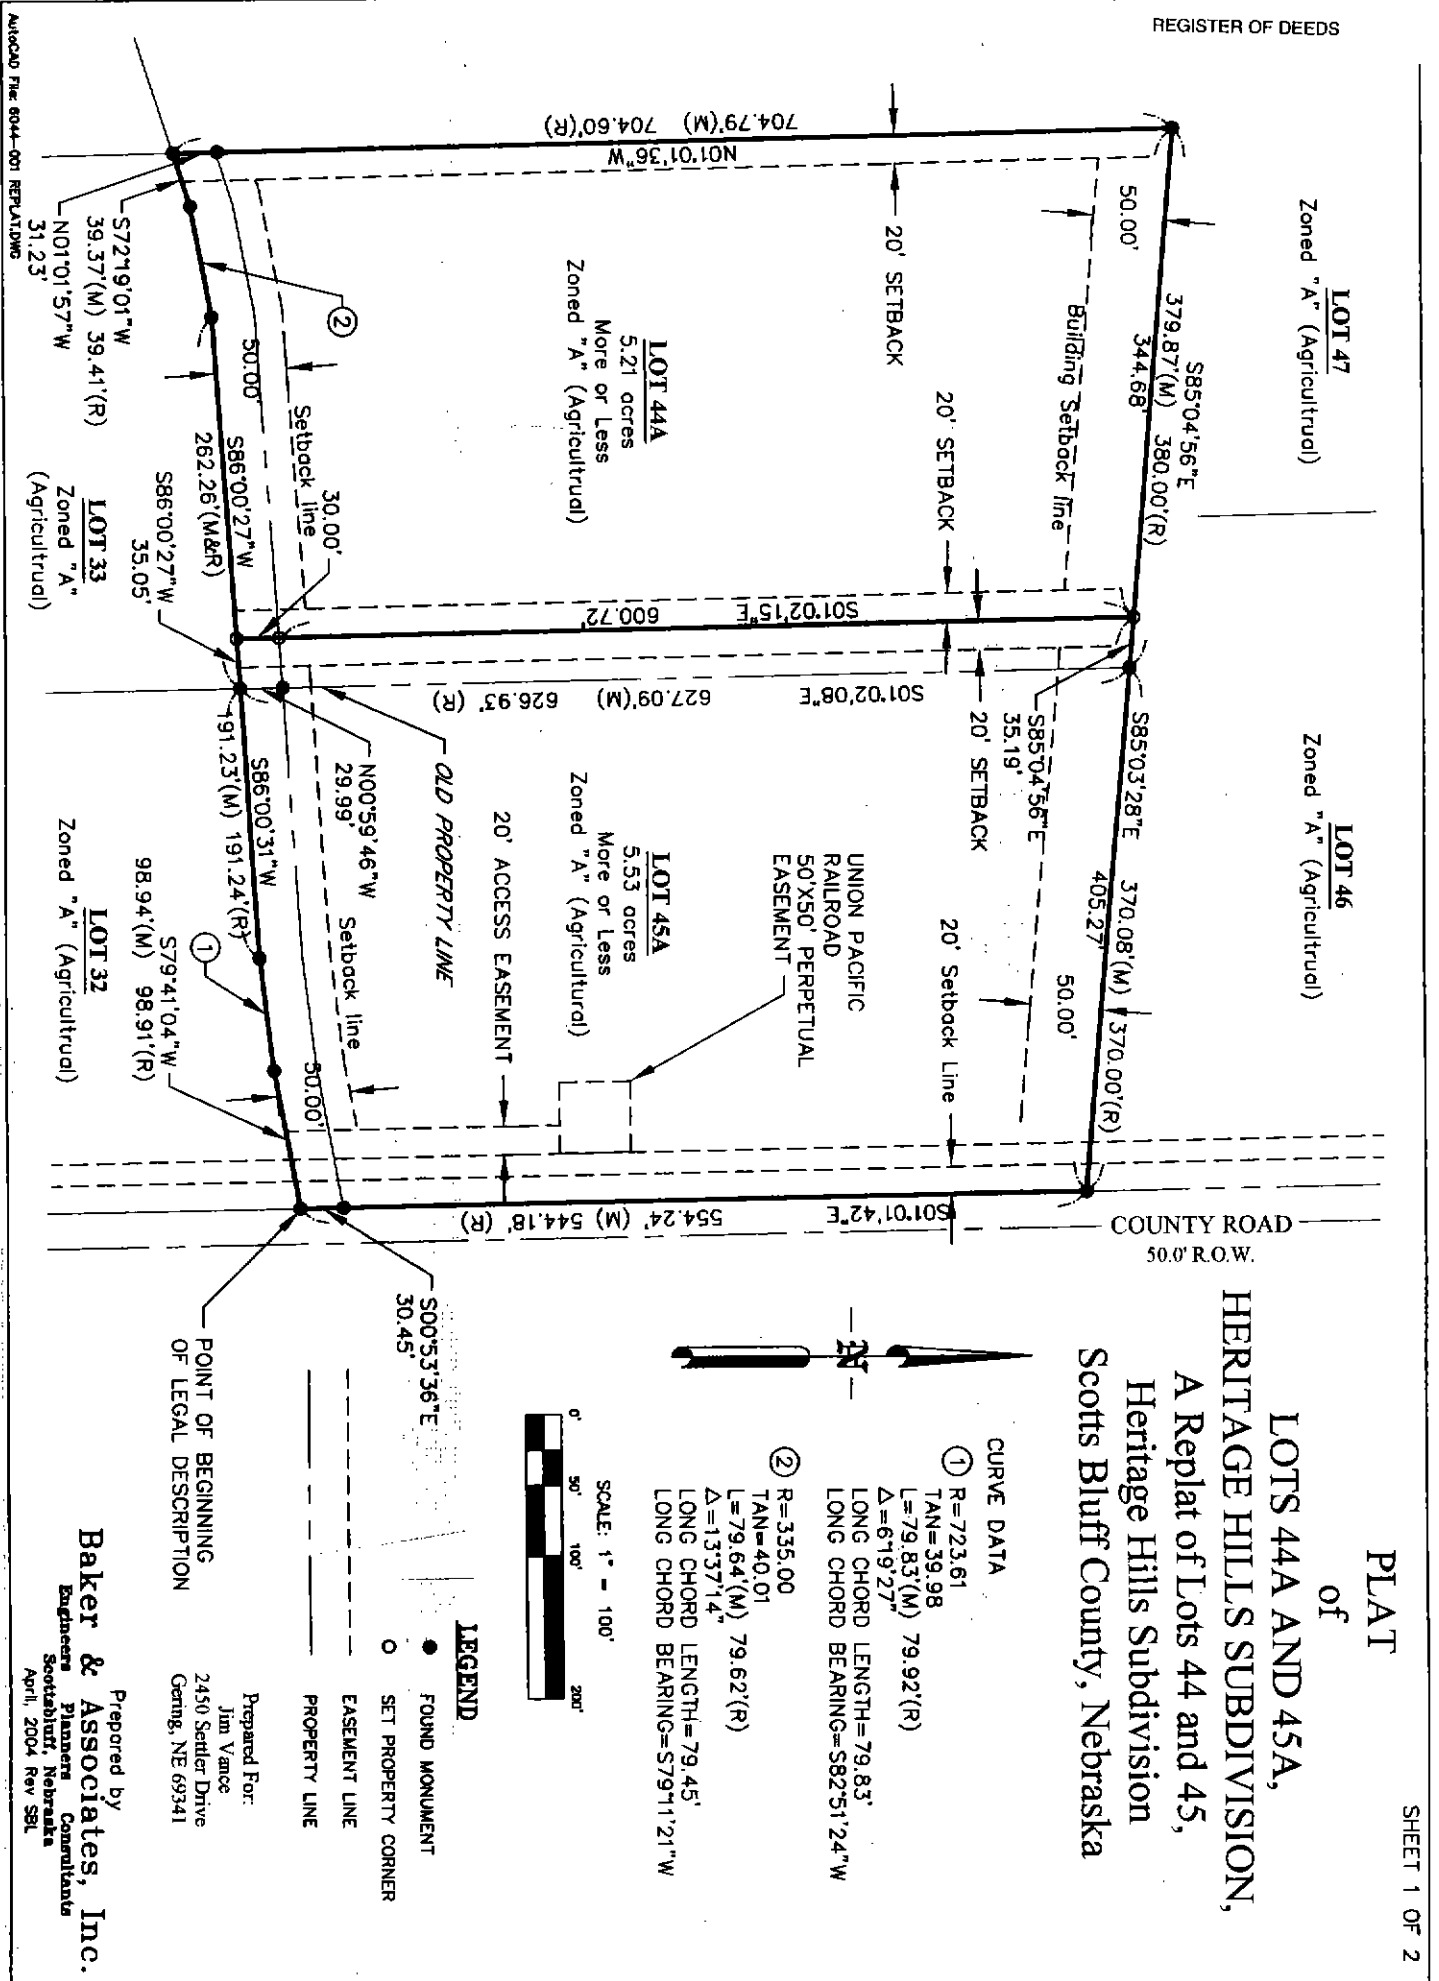 REGISTER OF DEEDS
SHEET 1 OF 2
PLAT
of
LOTS 44A AND 45A,
HERITAGE HILLS SUBDIVISION,
A Replat of Lots 44 and 45,
Heritage Hills Subdivision
Scotts Bluff County, Nebraska
LOT 47
Zoned "A" (Agricultrual)
LOT 46
Zoned "A" (Agricultrual)
S85°04'56"E
379.87'(M) 380.00'(R)
344.68'
50.00'
Building Setback line
S85°03'28"E 370.08'(M) 370.00'(R)
405.27'
50.00'
S85°04'56"E
35.19'
20' Setback Line
COUNTY ROAD
50.0' R.O.W.
704.79'(M) 704.60'(R)
N01°01'36"W
20' SETBACK
20' SETBACK
20' SETBACK
LOT 44A
5.21 acres
More or Less
Zoned "A" (Agricultrual)
S01°02'15"E 600.72'
S01°02'08"E 627.09'(M) 626.93' (R)
UNION PACIFIC
RAILROAD
50'X50' PERPETUAL
EASEMENT
LOT 45A
5.53 acres
More or Less
Zoned "A" (Agricultural)
20' ACCESS EASEMENT
OLD PROPERTY LINE
S01°01'42"E 554.24' (M) 544.18' (R)
N00°59'46"W
29.99'
Setback line
50.00'
30.00'
Setback line
50.00'
S86°00'27"W
262.26'(M&R)
S86°00'31"W
191.23'(M) 191.24'(R)
S72°19'01"W
39.37'(M) 39.41'(R)
N01°01'57"W
31.23'
2
S86°00'27"W
35.05'
1
S79°41'04"W
98.94'(M) 98.91'(R)
LOT 33
Zoned "A"
(Agricultrual)
LOT 32
Zoned "A" (Agricultrual)
S00°53'36"E
30.45'
POINT OF BEGINNING
OF LEGAL DESCRIPTION
N
CURVE DATA
1 R=723.61
TAN=39.98
L=79.83'(M) 79.92'(R)
Δ=6°19'27"
LONG CHORD LENGTH=79.83'
LONG CHORD BEARING=S82°51'24"W
2 R=335.00
TAN=40.01
L=79.64'(M) 79.62'(R)
Δ=13°37'14"
LONG CHORD LENGTH=79.45'
LONG CHORD BEARING=S79°11'21"W
SCALE: 1" = 100'
0' 50' 100' 200'
LEGEND
FOUND MONUMENT
SET PROPERTY CORNER
EASEMENT LINE
PROPERTY LINE
Prepared For:
Jim Vance
2450 Settler Drive
Gering, NE 69341
Prepared by
Baker & Associates, Inc.
Engineers Planners Consultants
Scottsbluff, Nebraska
April, 2004 Rev SBL
AutoCAD File: 6044-001 REPLAT.DWG